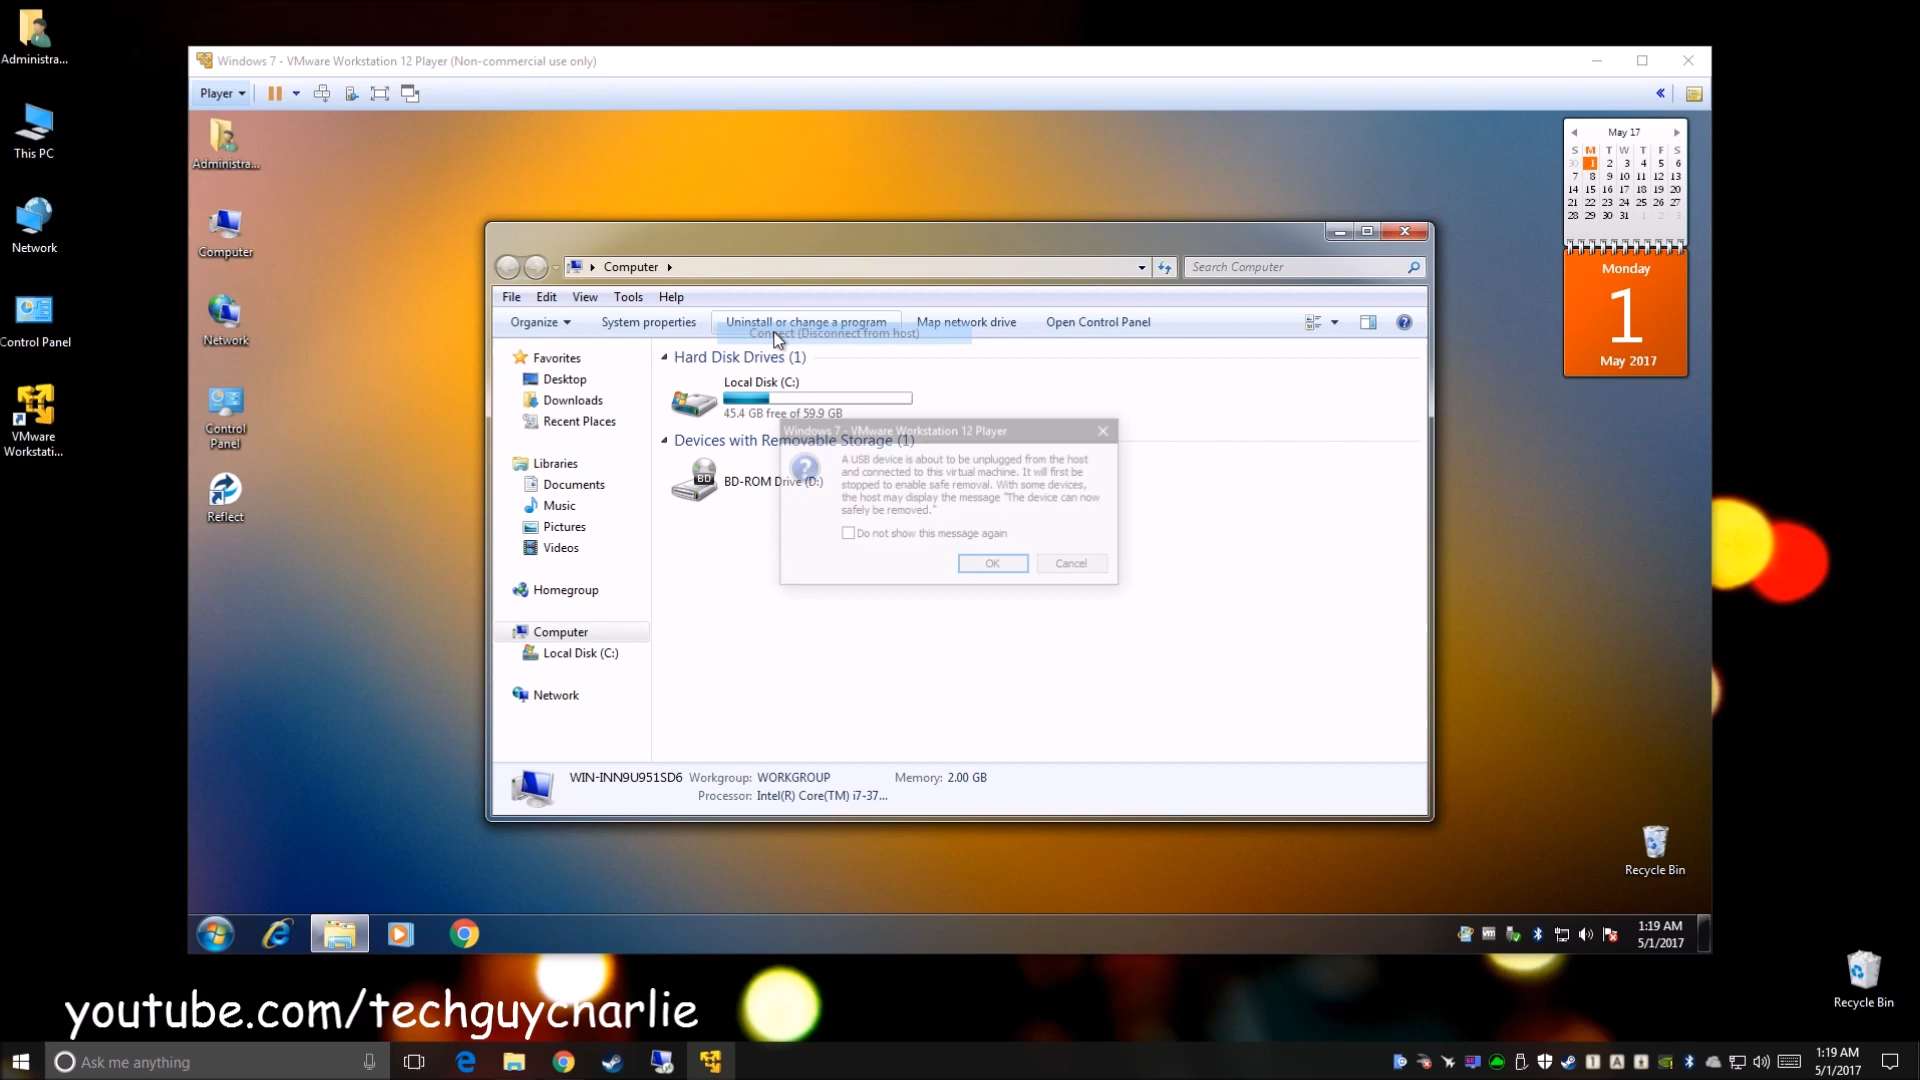 Administra...
This PC
Network
Control Panel
VMware
Workstati...
Windows 7 - VMware Workstation 12 Player (Non-commercial use only)
Player
Administra...
Computer
Network
Control
Panel
Reflect
May 17
S M T W T F S
30 1 2 3 4 5 6
7 8 9 10 11 12 13
14 15 16 17 18 19 20
21 22 23 24 25 26 27
28 29 30 31 1 2 3
Monday
1
May 2017
Computer
Search Computer
File Edit View Tools Help
Organize System properties Uninstall or change a program Map network drive Open Control Panel
Connect (Disconnect from host)
Favorites
Desktop
Downloads
Recent Places
Libraries
Documents
Music
Pictures
Videos
Homegroup
Computer
Local Disk (C:)
Network
Hard Disk Drives (1)
Local Disk (C:)
45.4 GB free of 59.9 GB
Devices with Removable Storage (1)
BD
BD-ROM Drive (D:)
Windows 7 - VMware Workstation 12 Player
A USB device is about to be unplugged from the host
and connected to this virtual machine. It will first be
stopped to enable safe removal. With some devices,
the host may display the message "The device can now
safely be removed."
Do not show this message again
OK Cancel
WIN-INN9U951SD6 Workgroup: WORKGROUP Memory: 2.00 GB
Processor: Intel(R) Core(TM) i7-37...
Recycle Bin
1:19 AM
5/1/2017
youtube.com/techguycharlie
Recycle Bin
Ask me anything
1:19 AM
5/1/2017